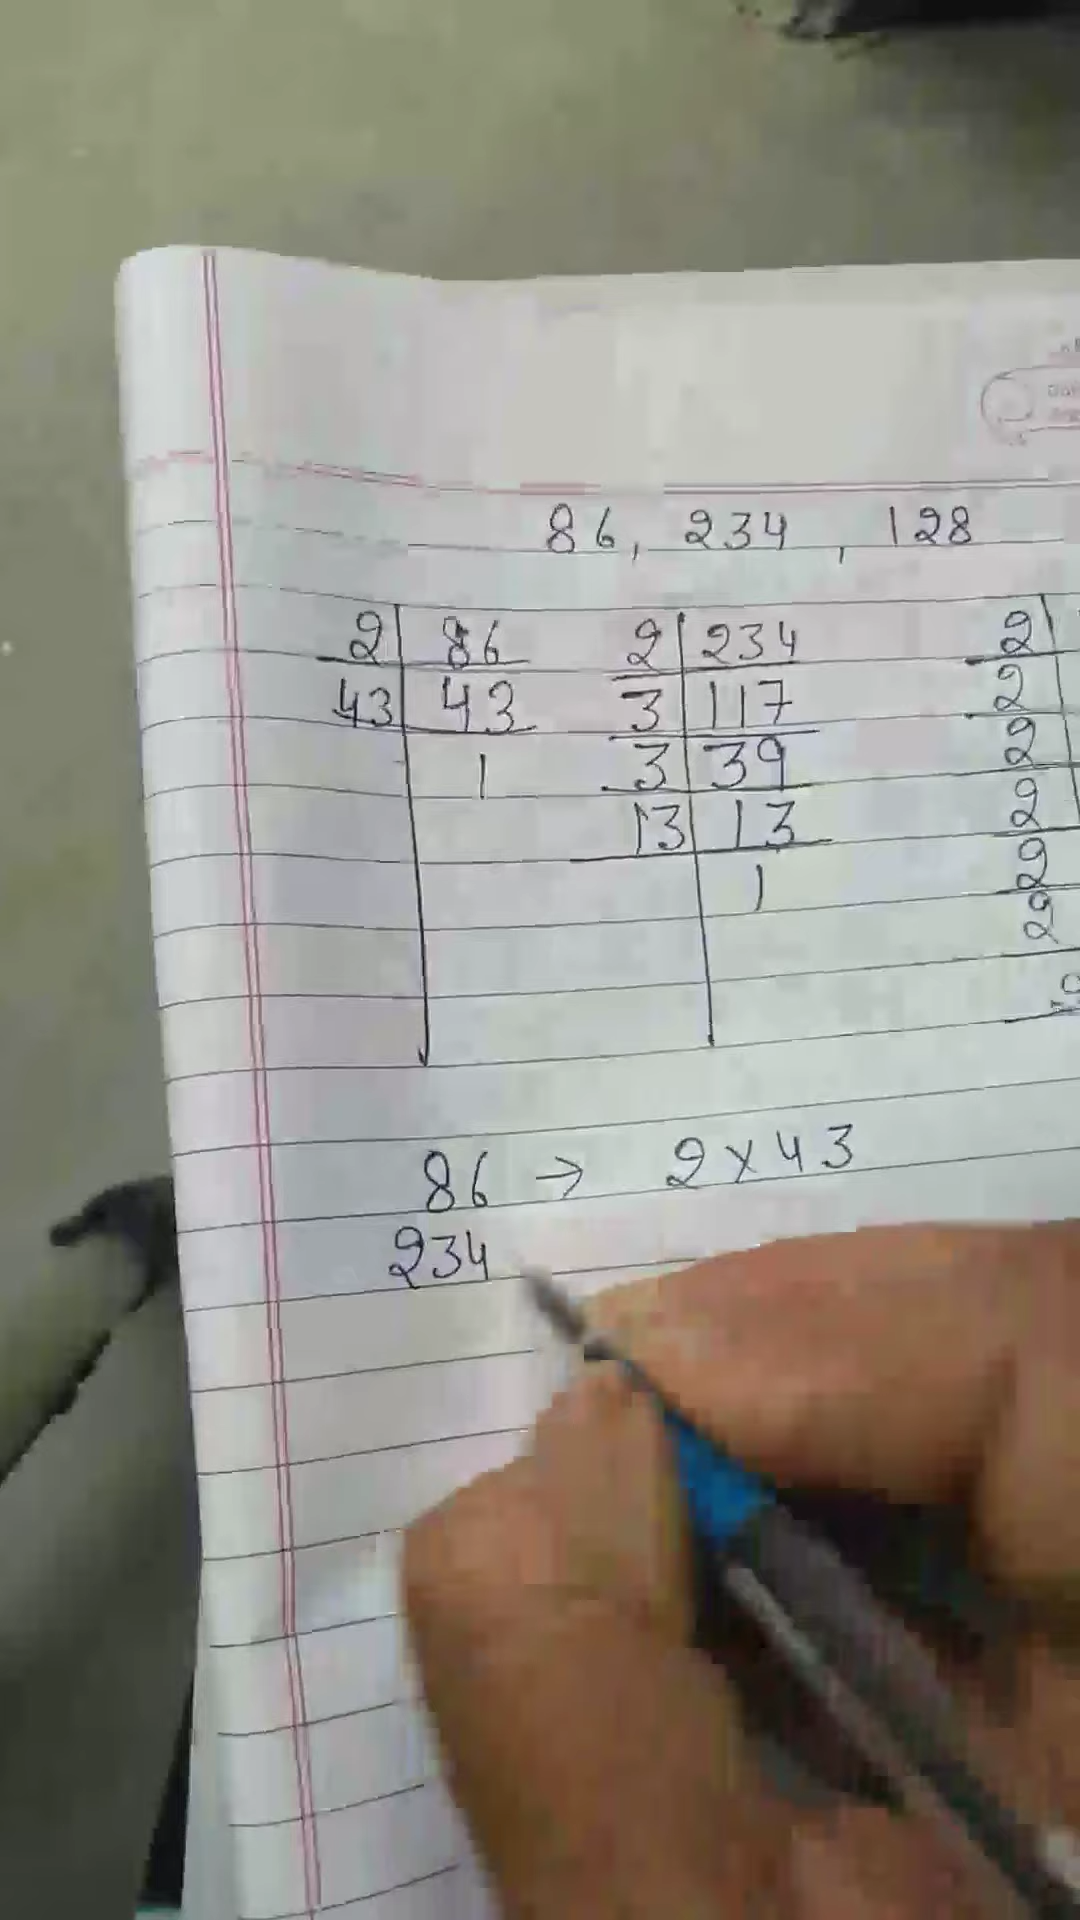 86, 234, 128
2 86 2 234 2
43 43 3 117 2
1 3 39 2
13 13 2
1 2
2
86 → 2 x 43
234